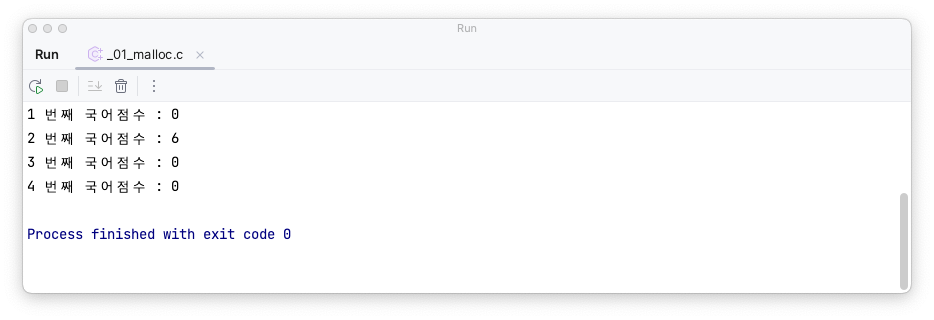 Run
Run _01_malloc.c
1 번째 국어점수 : 0
2 번째 국어점수 : 6
3 번째 국어점수 : 0
4 번째 국어점수 : 0
Process finished with exit code 0